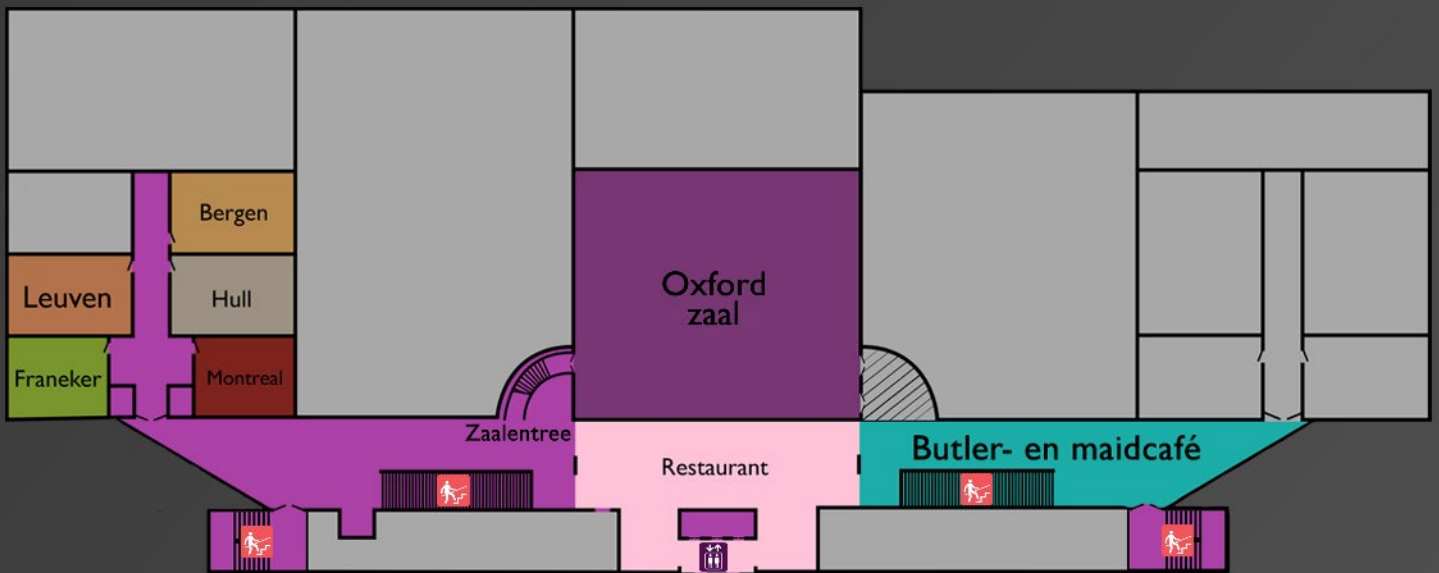 Bergen
Leuven
Hull
Oxford
zaal
Franeker
Montreal
Zaalentree
Restaurant
Butler- en maidcafé